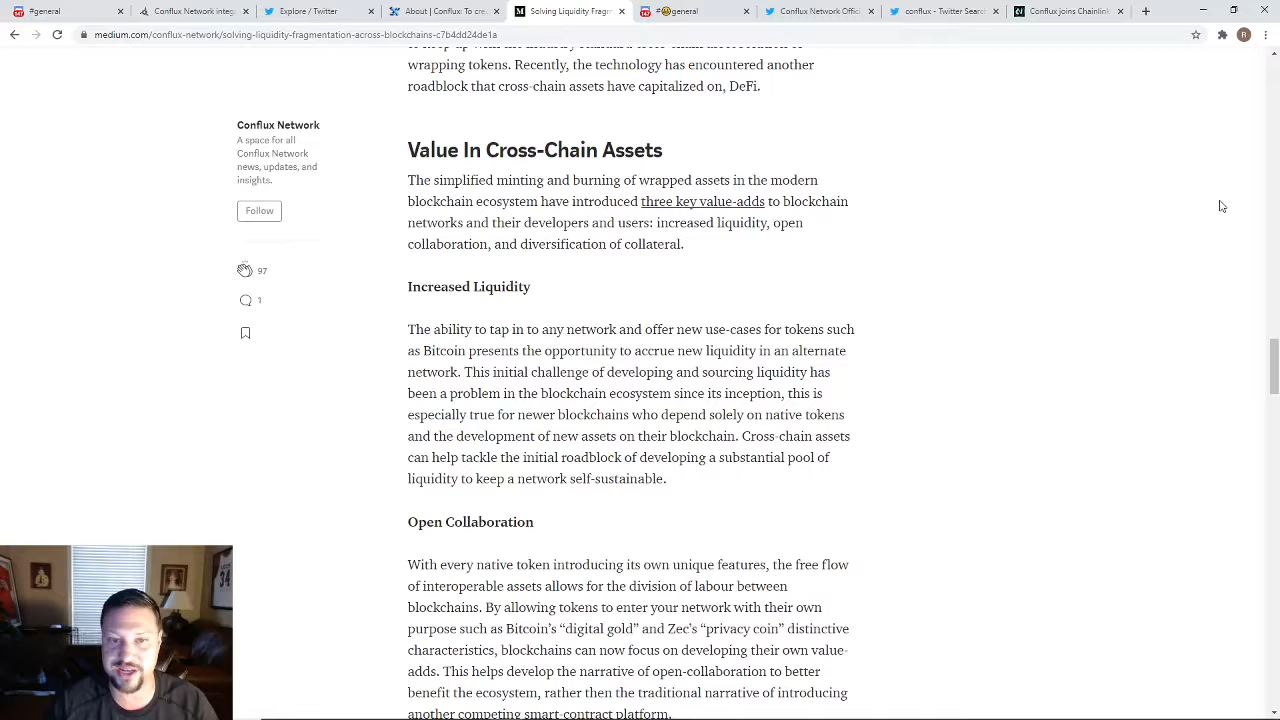 #general
Conflux Network integ
Explore / Twitter
About | Conflux: To cre
Solving Liquidity Fragm
#general
Conflux Network Offici
conflux - Twitter Search
Conflux joins Chainlink
medium.com/conflux-network/solving-liquidity-fragmentation-across-blockchains-c7b4dd24de1a
R
wrapping tokens. Recently, the technology has encountered another
roadblock that cross-chain assets have capitalized on, DeFi.
Conflux Network
A space for all
Conflux Network
news, updates, and
insights.
Follow
97
1
Value In Cross-Chain Assets
The simplified minting and burning of wrapped assets in the modern
blockchain ecosystem have introduced three key value-adds to blockchain
networks and their developers and users: increased liquidity, open
collaboration, and diversification of collateral.
Increased Liquidity
The ability to tap in to any network and offer new use-cases for tokens such
as Bitcoin presents the opportunity to accrue new liquidity in an alternate
network. This initial challenge of developing and sourcing liquidity has
been a problem in the blockchain ecosystem since its inception, this is
especially true for newer blockchains who depend solely on native tokens
and the development of new assets on their blockchain. Cross-chain assets
can help tackle the initial roadblock of developing a substantial pool of
liquidity to keep a network self-sustainable.
Open Collaboration
With every native token introducing its own unique features, the free flow
of interoperable assets allows for the division of labour between
blockchains. By allowing tokens to enter your network with their own
purpose such as Bitcoin's “digital gold” and Zec's “privacy coin” distinctive
characteristics, blockchains can now focus on developing their own value-
adds. This helps develop the narrative of open-collaboration to better
benefit the ecosystem, rather then the traditional narrative of introducing
another competing smart-contract platform.